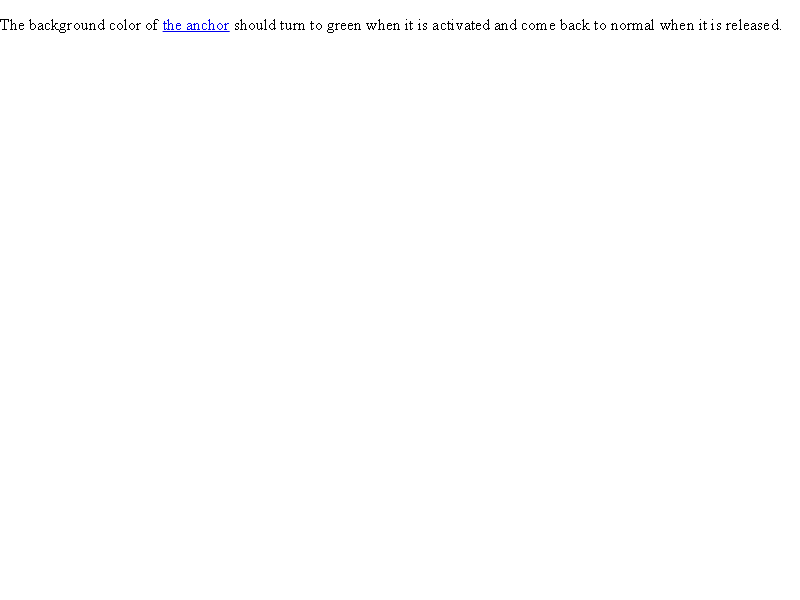 The background color of the anchor should turn to green when it is activated and come back to normal when it is released.